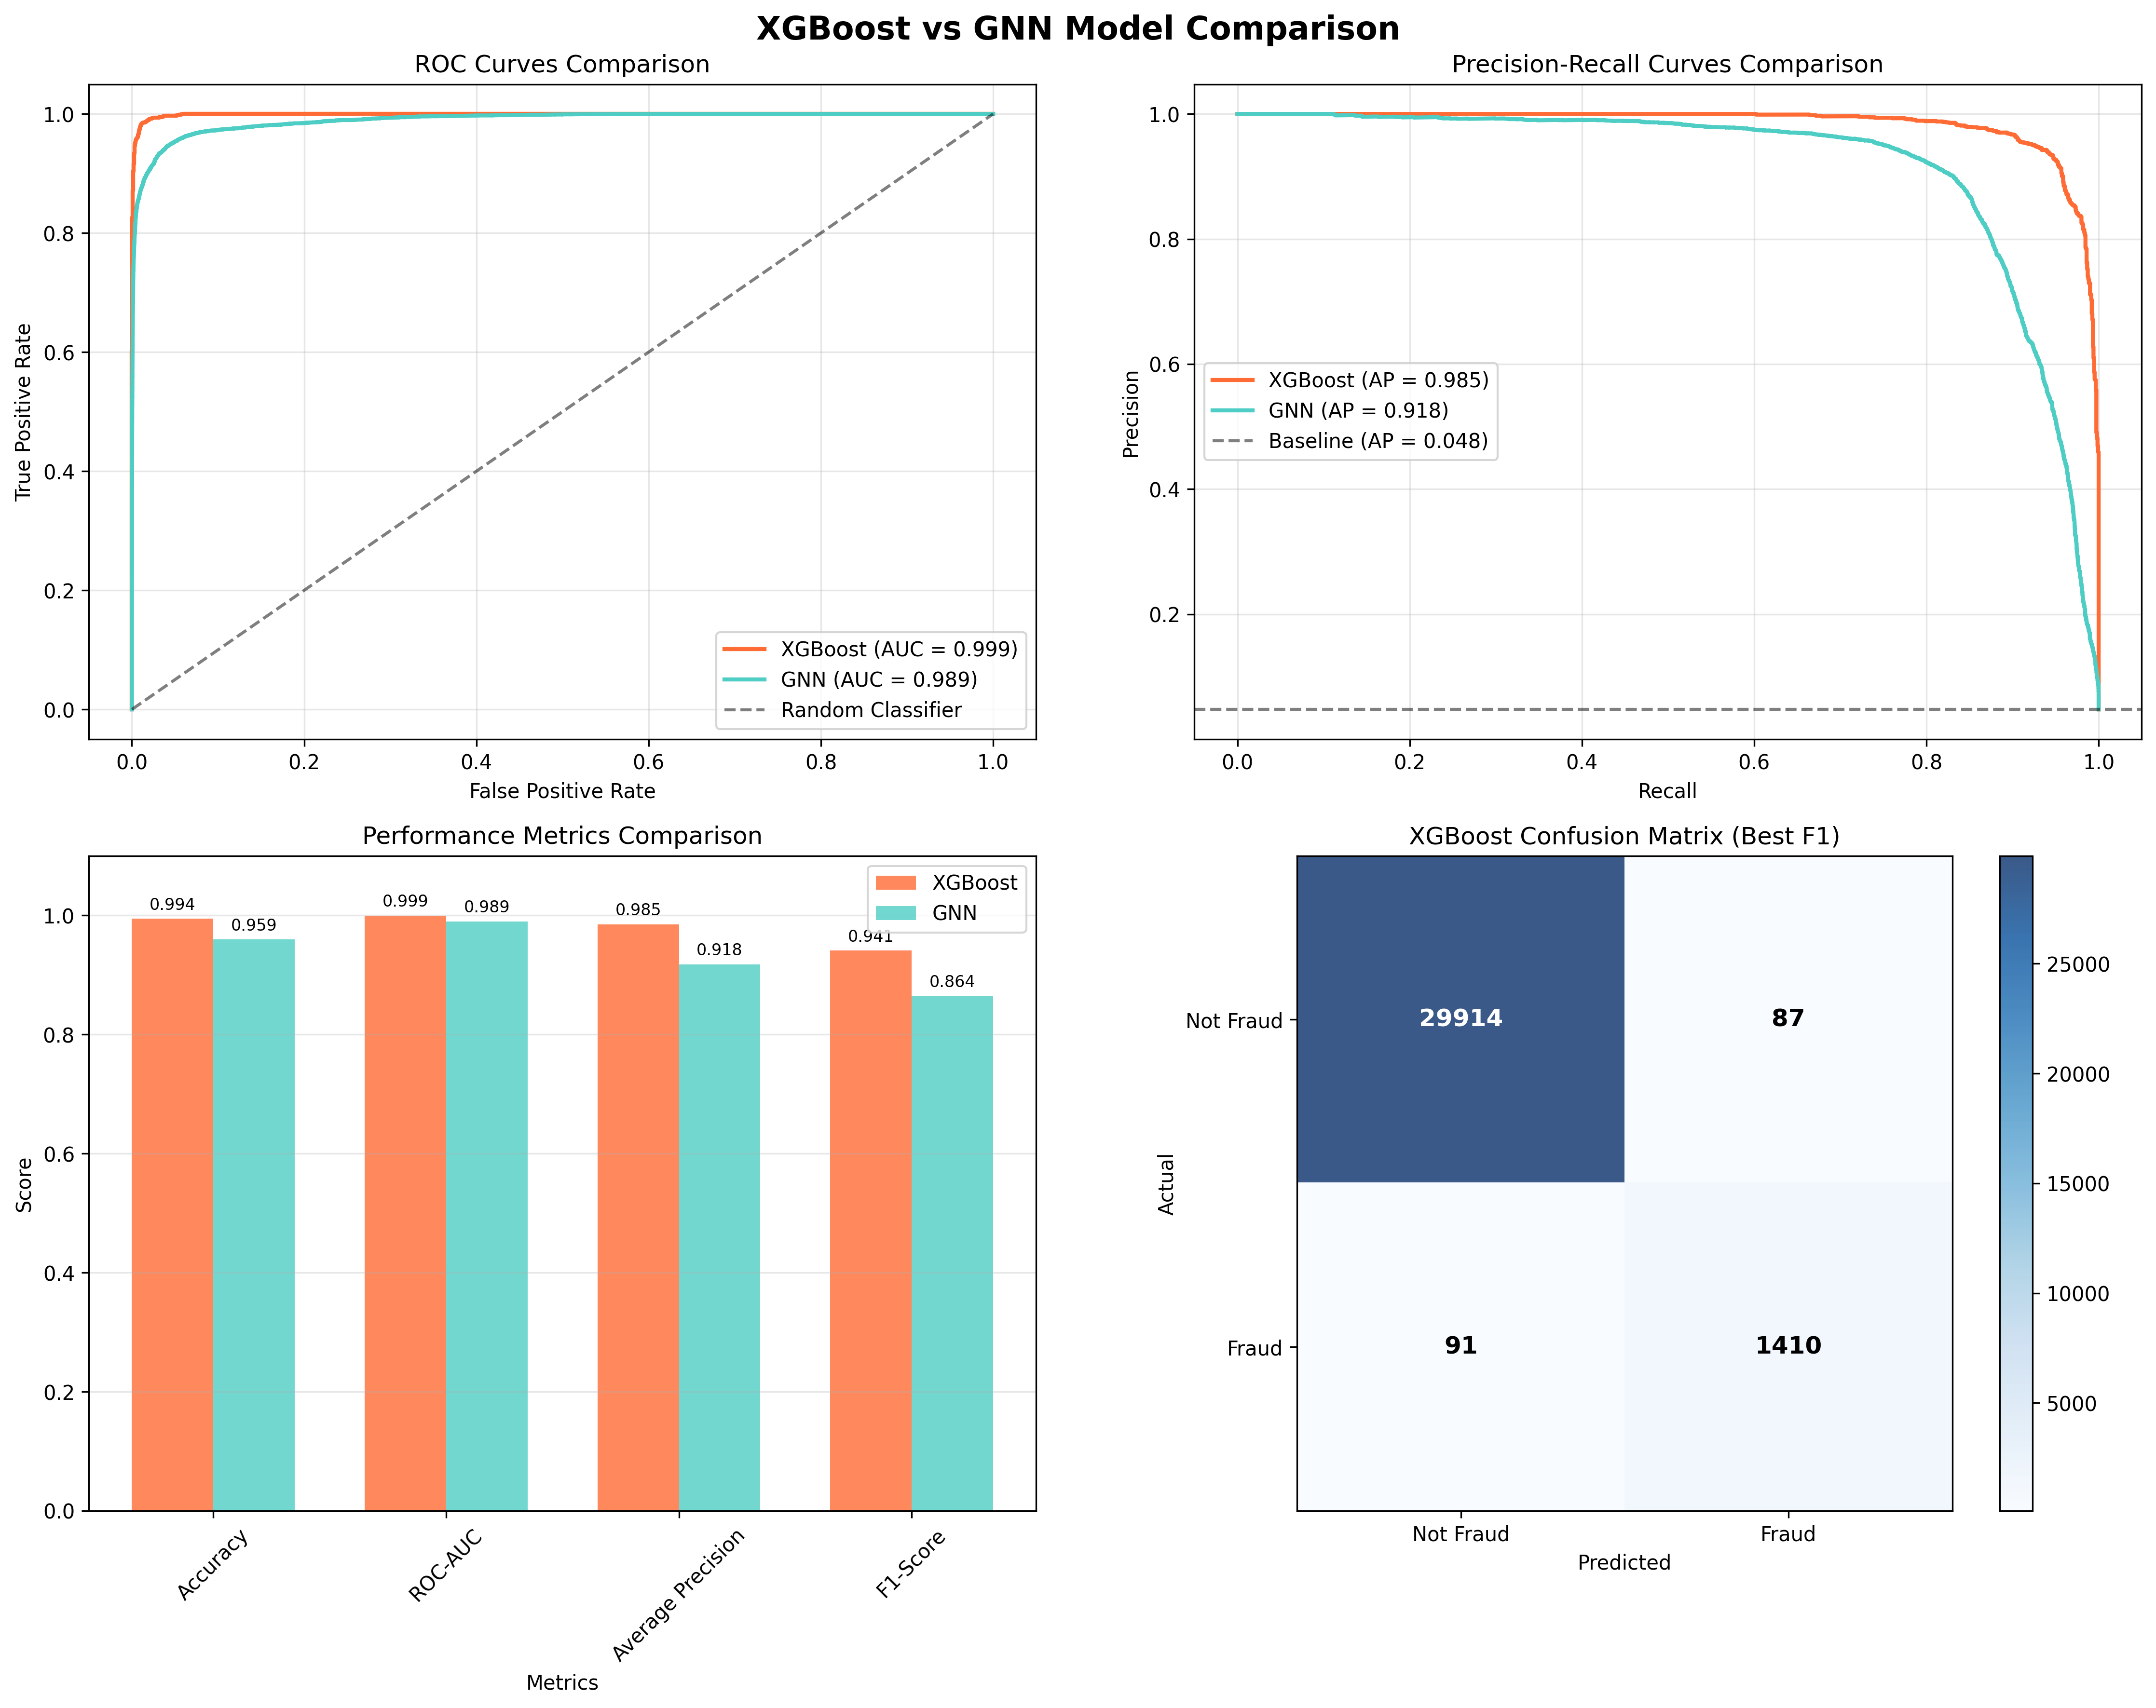 XGBoost vs GNN Model Comparison
ROC Curves Comparison
True Positive Rate
1.0
0.8
0.6
0.4
0.2
0.0
XGBoost (AUC = 0.999)
GNN (AUC = 0.989)
Random Classifier
0.0 0.2 0.4 0.6 0.8 1.0
False Positive Rate
Precision-Recall Curves Comparison
Precision
1.0
0.8
0.6
0.4
0.2
XGBoost (AP = 0.985)
GNN (AP = 0.918)
Baseline (AP = 0.048)
0.0 0.2 0.4 0.6 0.8 1.0
Recall
Performance Metrics Comparison
Score
1.0
0.8
0.6
0.4
0.2
0.0
XGBoost
GNN
0.994 0.959 0.999 0.989 0.985 0.918 0.941 0.864
Accuracy ROC-AUC Average Precision F1-Score
Metrics
XGBoost Confusion Matrix (Best F1)
Actual
Not Fraud 29914 87
Fraud 91 1410
Not Fraud Fraud
Predicted
25000
20000
15000
10000
5000